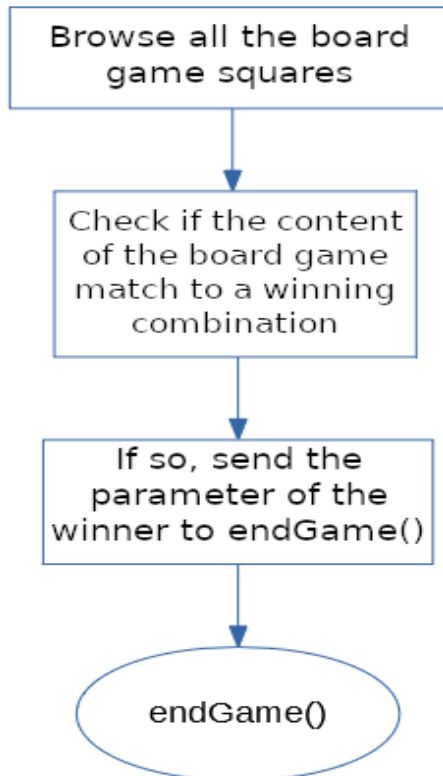 Browse all the board
game squares
Check if the content
of the board game
match to a winning
combination
If so, send the
parameter of the
winner to endGame()
endGame()